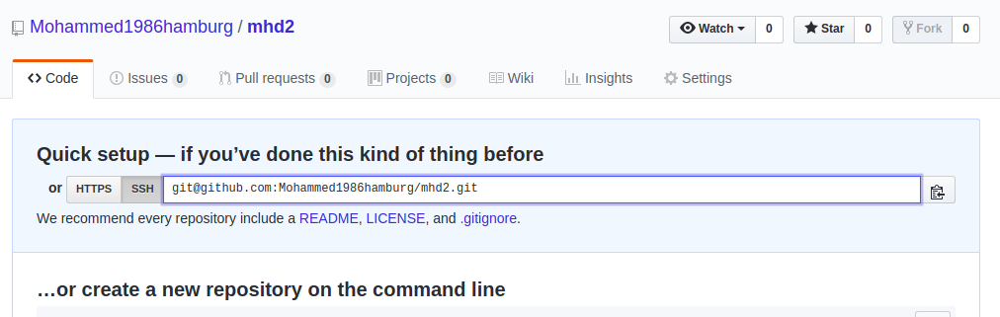 Mohammed1986hamburg / mhd2
Watch 0 Star 0 Fork 0
Code Issues 0 Pull requests 0 Projects 0 Wiki Insights Settings
Quick setup — if you’ve done this kind of thing before
or HTTPS SSH git@github.com:Mohammed1986hamburg/mhd2.git
We recommend every repository include a README, LICENSE, and .gitignore.
…or create a new repository on the command line